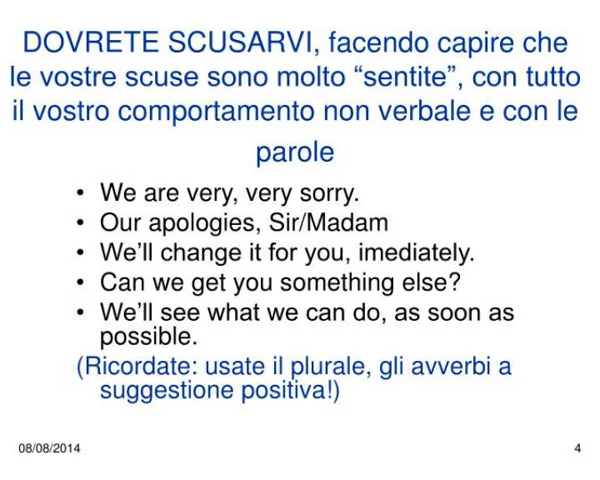 DOVRETE SCUSARVI, facendo capire che
le vostre scuse sono molto “sentite”, con tutto
il vostro comportamento non verbale e con le
parole
• We are very, very sorry.
• Our apologies, Sir/Madam
• We’ll change it for you, imediately.
• Can we get you something else?
• We’ll see what we can do, as soon as
possible.
(Ricordate: usate il plurale, gli avverbi a
suggestione positiva!)
08/08/2014
4